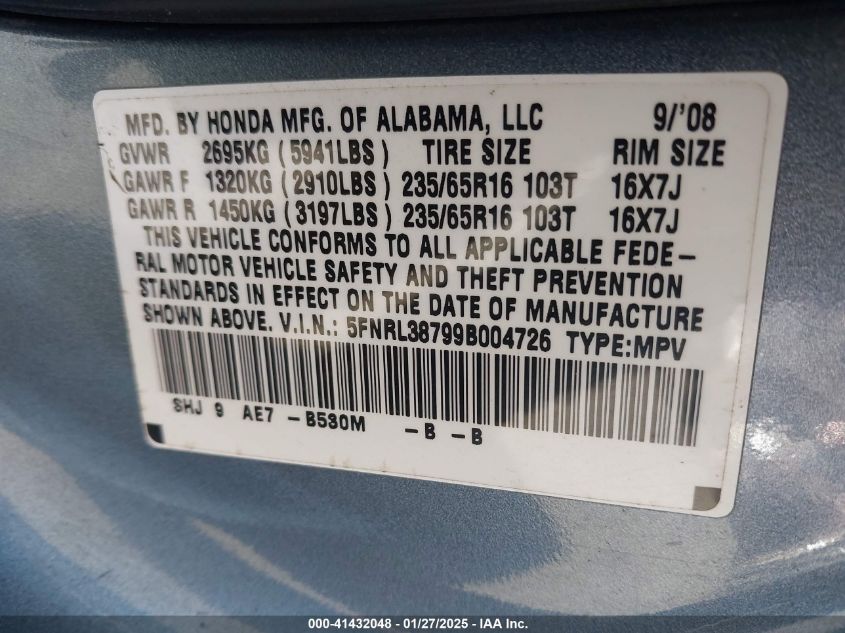 MFD. BY HONDA MFG. OF ALABAMA, LLC 9/'08
GVWR 2695KG (5941LBS) TIRE SIZE RIM SIZE
GAWR F 1320KG (2910LBS) 235/65R16 103T 16X7J
GAWR R 1450KG (3197LBS) 235/65R16 103T 16X7J
THIS VEHICLE CONFORMS TO ALL APPLICABLE FEDE-
RAL MOTOR VEHICLE SAFETY AND THEFT PREVENTION
STANDARDS IN EFFECT ON THE DATE OF MANUFACTURE
SHOWN ABOVE. V.I.N.: 5FNRL38799B004726 TYPE:MPV
SHJ 9 AE7 -B530M -B -B
000-41432048 - 01/27/2025 - IAA Inc.